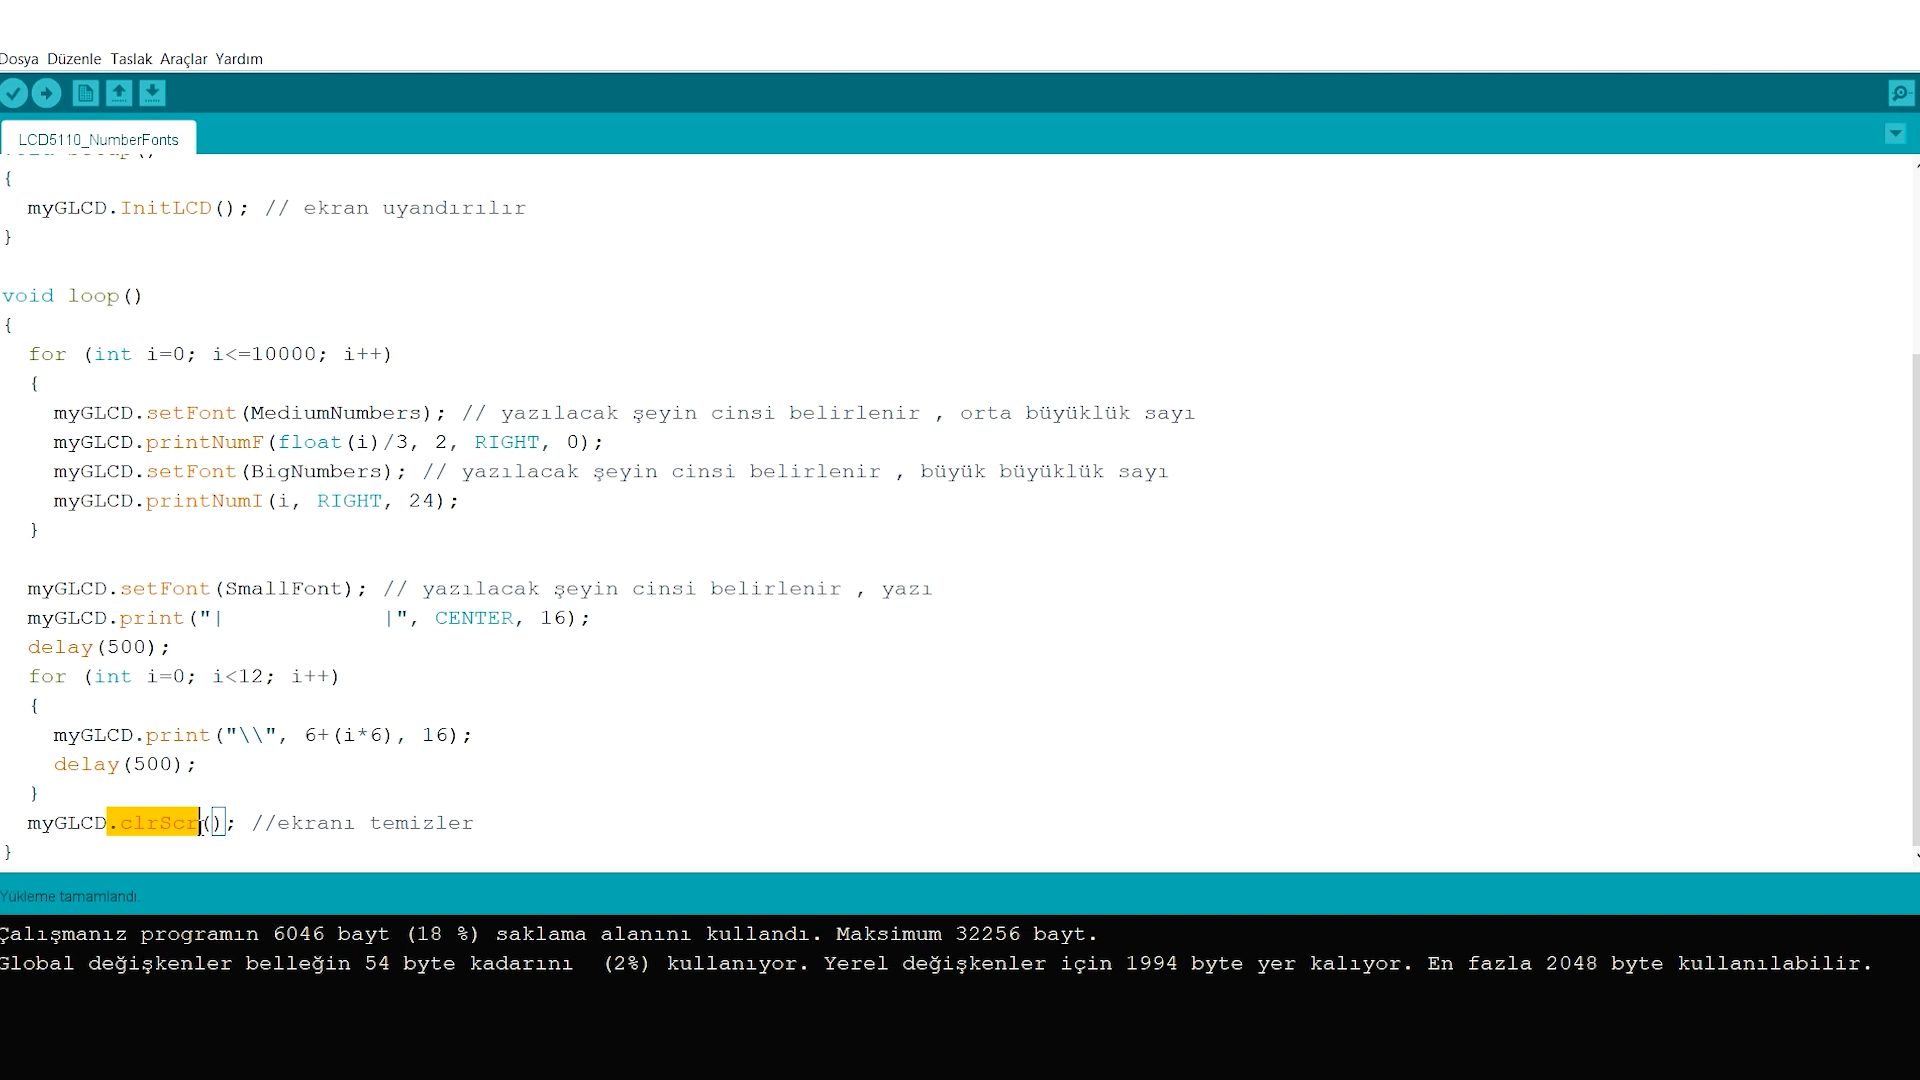 Dosya Düzenle Taslak Araçlar Yardım
LCD5110_NumberFonts
{
myGLCD.InitLCD(); // ekran uyandırılır
}
void loop()
{
for (int i=0; i<=10000; i++)
{
myGLCD.setFont(MediumNumbers); // yazılacak şeyin cinsi belirlenir , orta büyüklük sayı
myGLCD.printNumF(float(i)/3, 2, RIGHT, 0);
myGLCD.setFont(BigNumbers); // yazılacak şeyin cinsi belirlenir , büyük büyüklük sayı
myGLCD.printNumI(i, RIGHT, 24);
}
myGLCD.setFont(SmallFont); // yazılacak şeyin cinsi belirlenir , yazı
myGLCD.print("|            |", CENTER, 16);
delay(500);
for (int i=0; i<12; i++)
{
myGLCD.print("\\", 6+(i*6), 16);
delay(500);
}
myGLCD.clrScr(); //ekranı temizler
}
Yükleme tamamlandı.
Çalışmanız programın 6046 bayt (18 %) saklama alanını kullandı. Maksimum 32256 bayt.
Global değişkenler belleğin 54 byte kadarını  (2%) kullanıyor. Yerel değişkenler için 1994 byte yer kalıyor. En fazla 2048 byte kullanılabilir.